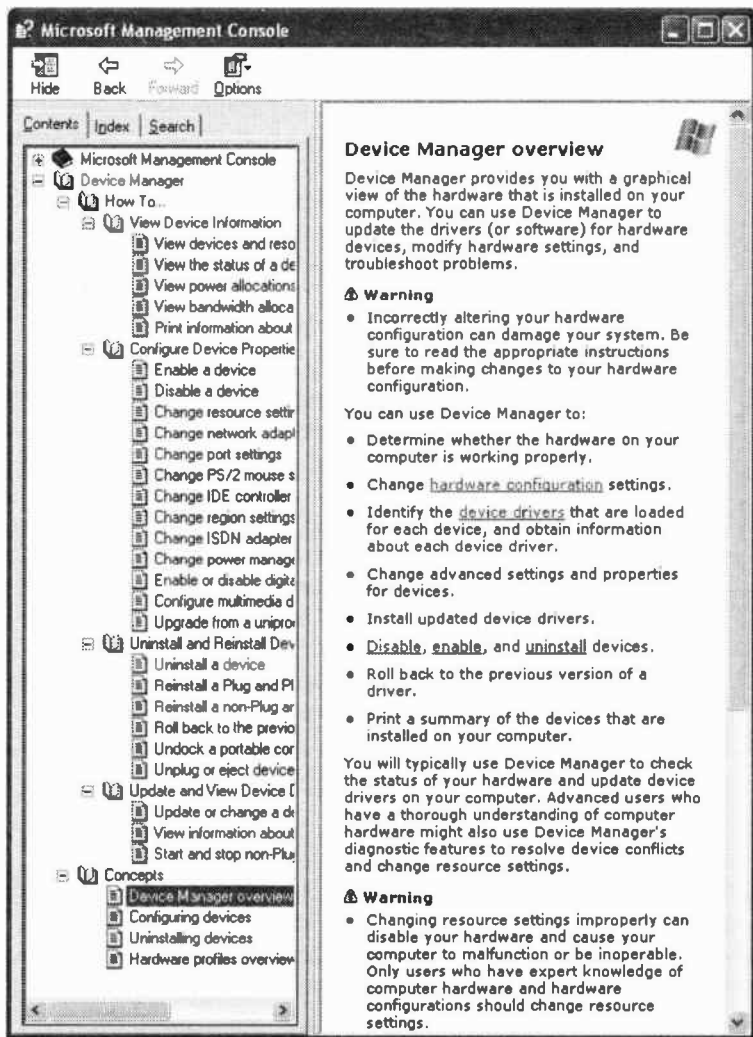 Microsoft Management Console
Hide Back Forward Options
Contents Index Search
Microsoft Management Console
Device Manager
How To...
View Device Information
View devices and reso
View the status of a de
View power allocations
View bandwidth alloca
Print information about
Configure Device Propertie
Enable a device
Disable a device
Change resource settin
Change network adapt
Change port settings
Change PS/2 mouse s
Change IDE controller
Change region settings
Change ISDN adapter
Change power manage
Enable or disable digita
Configure multimedia d
Upgrade from a unipro
Uninstall and Reinstall Dev
Uninstall a device
Reinstall a Plug and Pl
Reinstall a non-Plug ar
Roll back to the previo
Undock a portable cor
Unplug or eject device
Update and View Device D
Update or change a de
View information about
Start and stop non-Plug
Concepts
Device Manager overview
Configuring devices
Uninstalling devices
Hardware profiles overview
Device Manager overview
Device Manager provides you with a graphical
view of the hardware that is installed on your
computer. You can use Device Manager to
update the drivers (or software) for hardware
devices, modify hardware settings, and
troubleshoot problems.
Warning
• Incorrectly altering your hardware
configuration can damage your system. Be
sure to read the appropriate instructions
before making changes to your hardware
configuration.
You can use Device Manager to:
• Determine whether the hardware on your
computer is working properly.
• Change hardware configuration settings.
• Identify the device drivers that are loaded
for each device, and obtain information
about each device driver.
• Change advanced settings and properties
for devices.
• Install updated device drivers.
• Disable, enable, and uninstall devices.
• Roll back to the previous version of a
driver.
• Print a summary of the devices that are
installed on your computer.
You will typically use Device Manager to check
the status of your hardware and update device
drivers on your computer. Advanced users who
have a thorough understanding of computer
hardware might also use Device Manager's
diagnostic features to resolve device conflicts
and change resource settings.
Warning
• Changing resource settings improperly can
disable your hardware and cause your
computer to malfunction or be inoperable.
Only users who have expert knowledge of
computer hardware and hardware
configurations should change resource
settings.